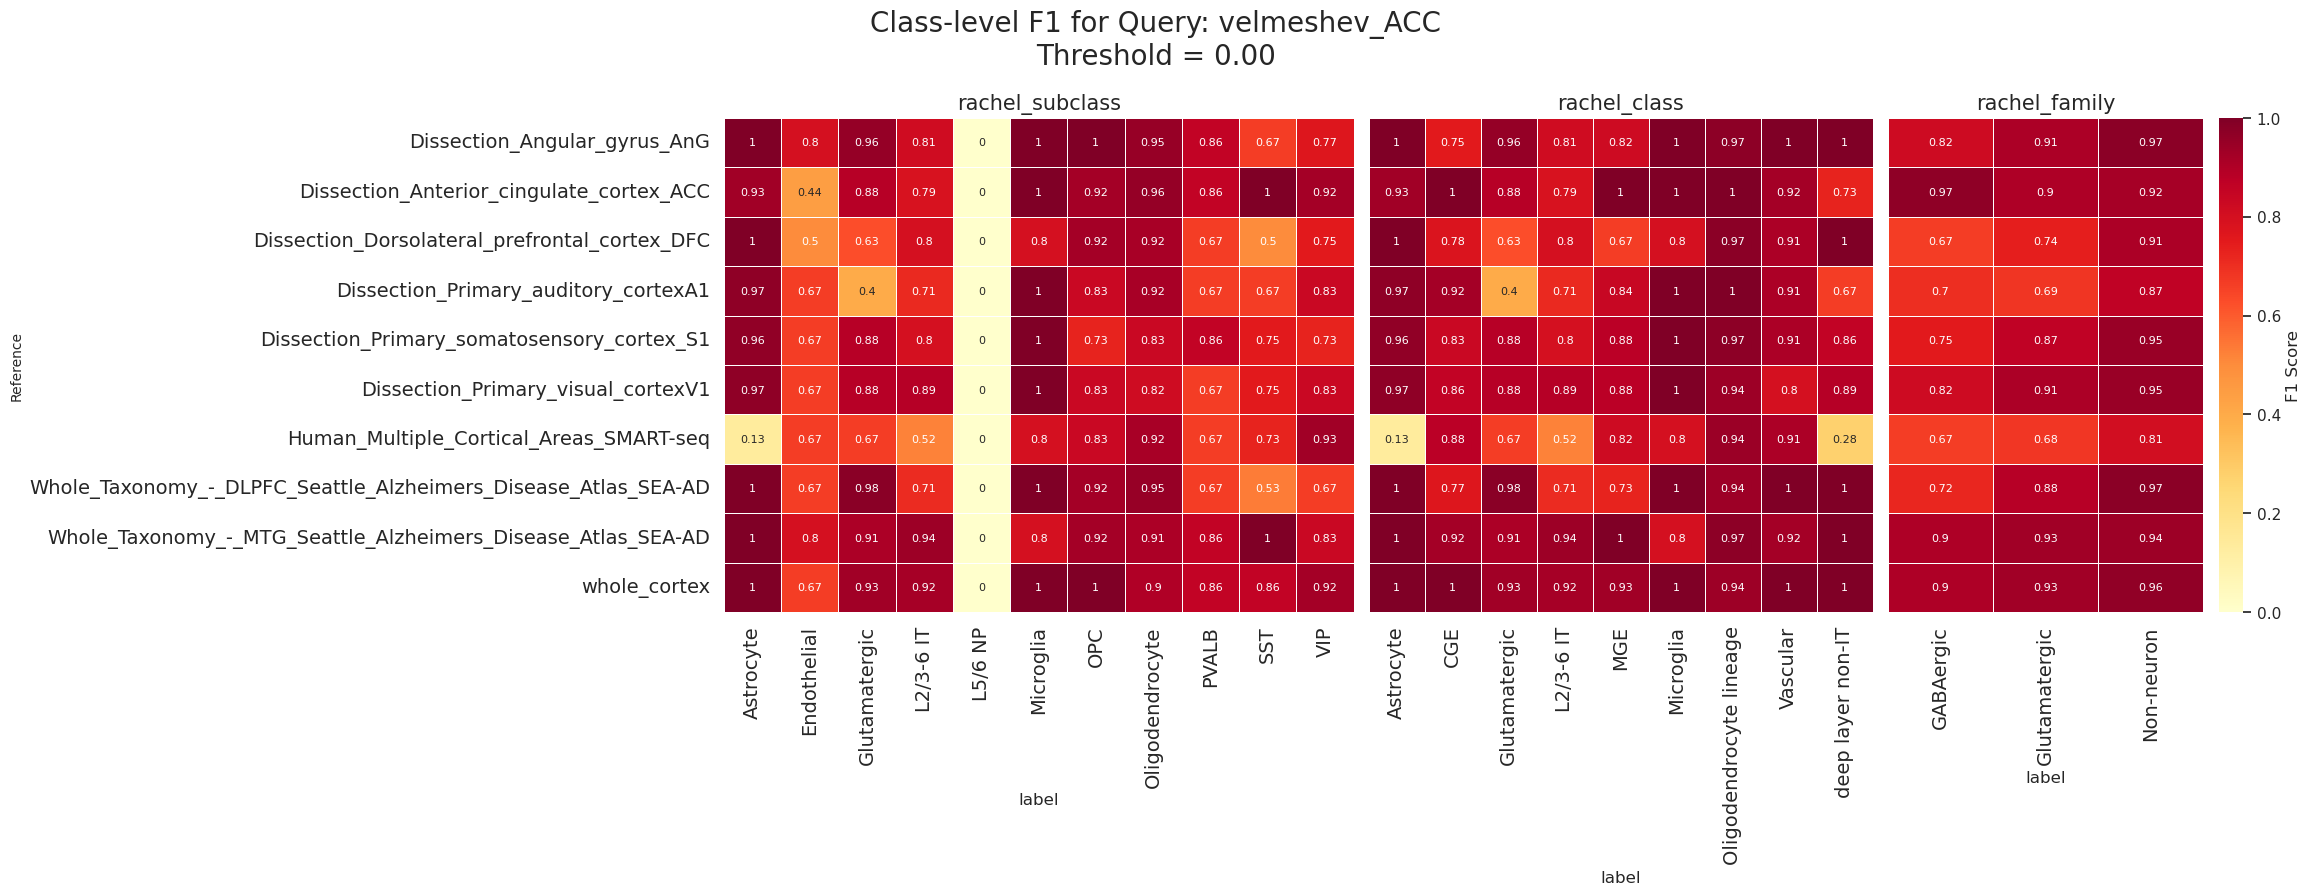 Class-level F1 for Query: velmeshev_ACC
Threshold = 0.00
rachel_subclass rachel_class rachel_family
Reference
Dissection_Angular_gyrus_AnG 1 0.8 0.96 0.81 0 1 1 0.95 0.86 0.67 0.77 1 0.75 0.96 0.81 0.82 1 0.97 1 1 0.82 0.91 0.97
Dissection_Anterior_cingulate_cortex_ACC 0.93 0.44 0.88 0.79 0 1 0.92 0.96 0.86 1 0.92 0.93 1 0.88 0.79 1 1 1 0.92 0.73 0.97 0.9 0.92
Dissection_Dorsolateral_prefrontal_cortex_DFC 1 0.5 0.63 0.8 0 0.8 0.92 0.92 0.67 0.5 0.75 1 0.78 0.63 0.8 0.67 0.8 0.97 0.91 1 0.67 0.74 0.91
Dissection_Primary_auditory_cortexA1 0.97 0.67 0.4 0.71 0 1 0.83 0.92 0.67 0.67 0.83 0.97 0.92 0.4 0.71 0.84 1 1 0.91 0.67 0.7 0.69 0.87
Dissection_Primary_somatosensory_cortex_S1 0.96 0.67 0.88 0.8 0 1 0.73 0.83 0.86 0.75 0.73 0.96 0.83 0.88 0.8 0.88 1 0.97 0.91 0.86 0.75 0.87 0.95
Dissection_Primary_visual_cortexV1 0.97 0.67 0.88 0.89 0 1 0.83 0.82 0.67 0.75 0.83 0.97 0.86 0.88 0.89 0.88 1 0.94 0.8 0.89 0.82 0.91 0.95
Human_Multiple_Cortical_Areas_SMART-seq 0.13 0.67 0.67 0.52 0 0.8 0.83 0.92 0.67 0.73 0.93 0.13 0.88 0.67 0.52 0.82 0.8 0.94 0.91 0.28 0.67 0.68 0.81
Whole_Taxonomy_-_DLPFC_Seattle_Alzheimers_Disease_Atlas_SEA-AD 1 0.67 0.98 0.71 0 1 0.92 0.95 0.67 0.53 0.67 1 0.77 0.98 0.71 0.73 1 0.94 1 1 0.72 0.88 0.97
Whole_Taxonomy_-_MTG_Seattle_Alzheimers_Disease_Atlas_SEA-AD 1 0.8 0.91 0.94 0 0.8 0.92 0.91 0.86 1 0.83 1 0.92 0.91 0.94 1 0.8 0.97 0.92 1 0.9 0.93 0.94
whole_cortex 1 0.67 0.93 0.92 0 1 1 0.9 0.86 0.86 0.92 1 1 0.93 0.92 0.93 1 0.94 1 1 0.9 0.93 0.96
Astrocyte
Endothelial
Glutamatergic
L2/3-6 IT
L5/6 NP
Microglia
OPC
Oligodendrocyte
PVALB
SST
VIP
label
Astrocyte
CGE
Glutamatergic
L2/3-6 IT
MGE
Microglia
Oligodendrocyte lineage
Vascular
deep layer non-IT
label
GABAergic
Glutamatergic
Non-neuron
label
1.0
0.8
0.6
0.4
0.2
0.0
F1 Score